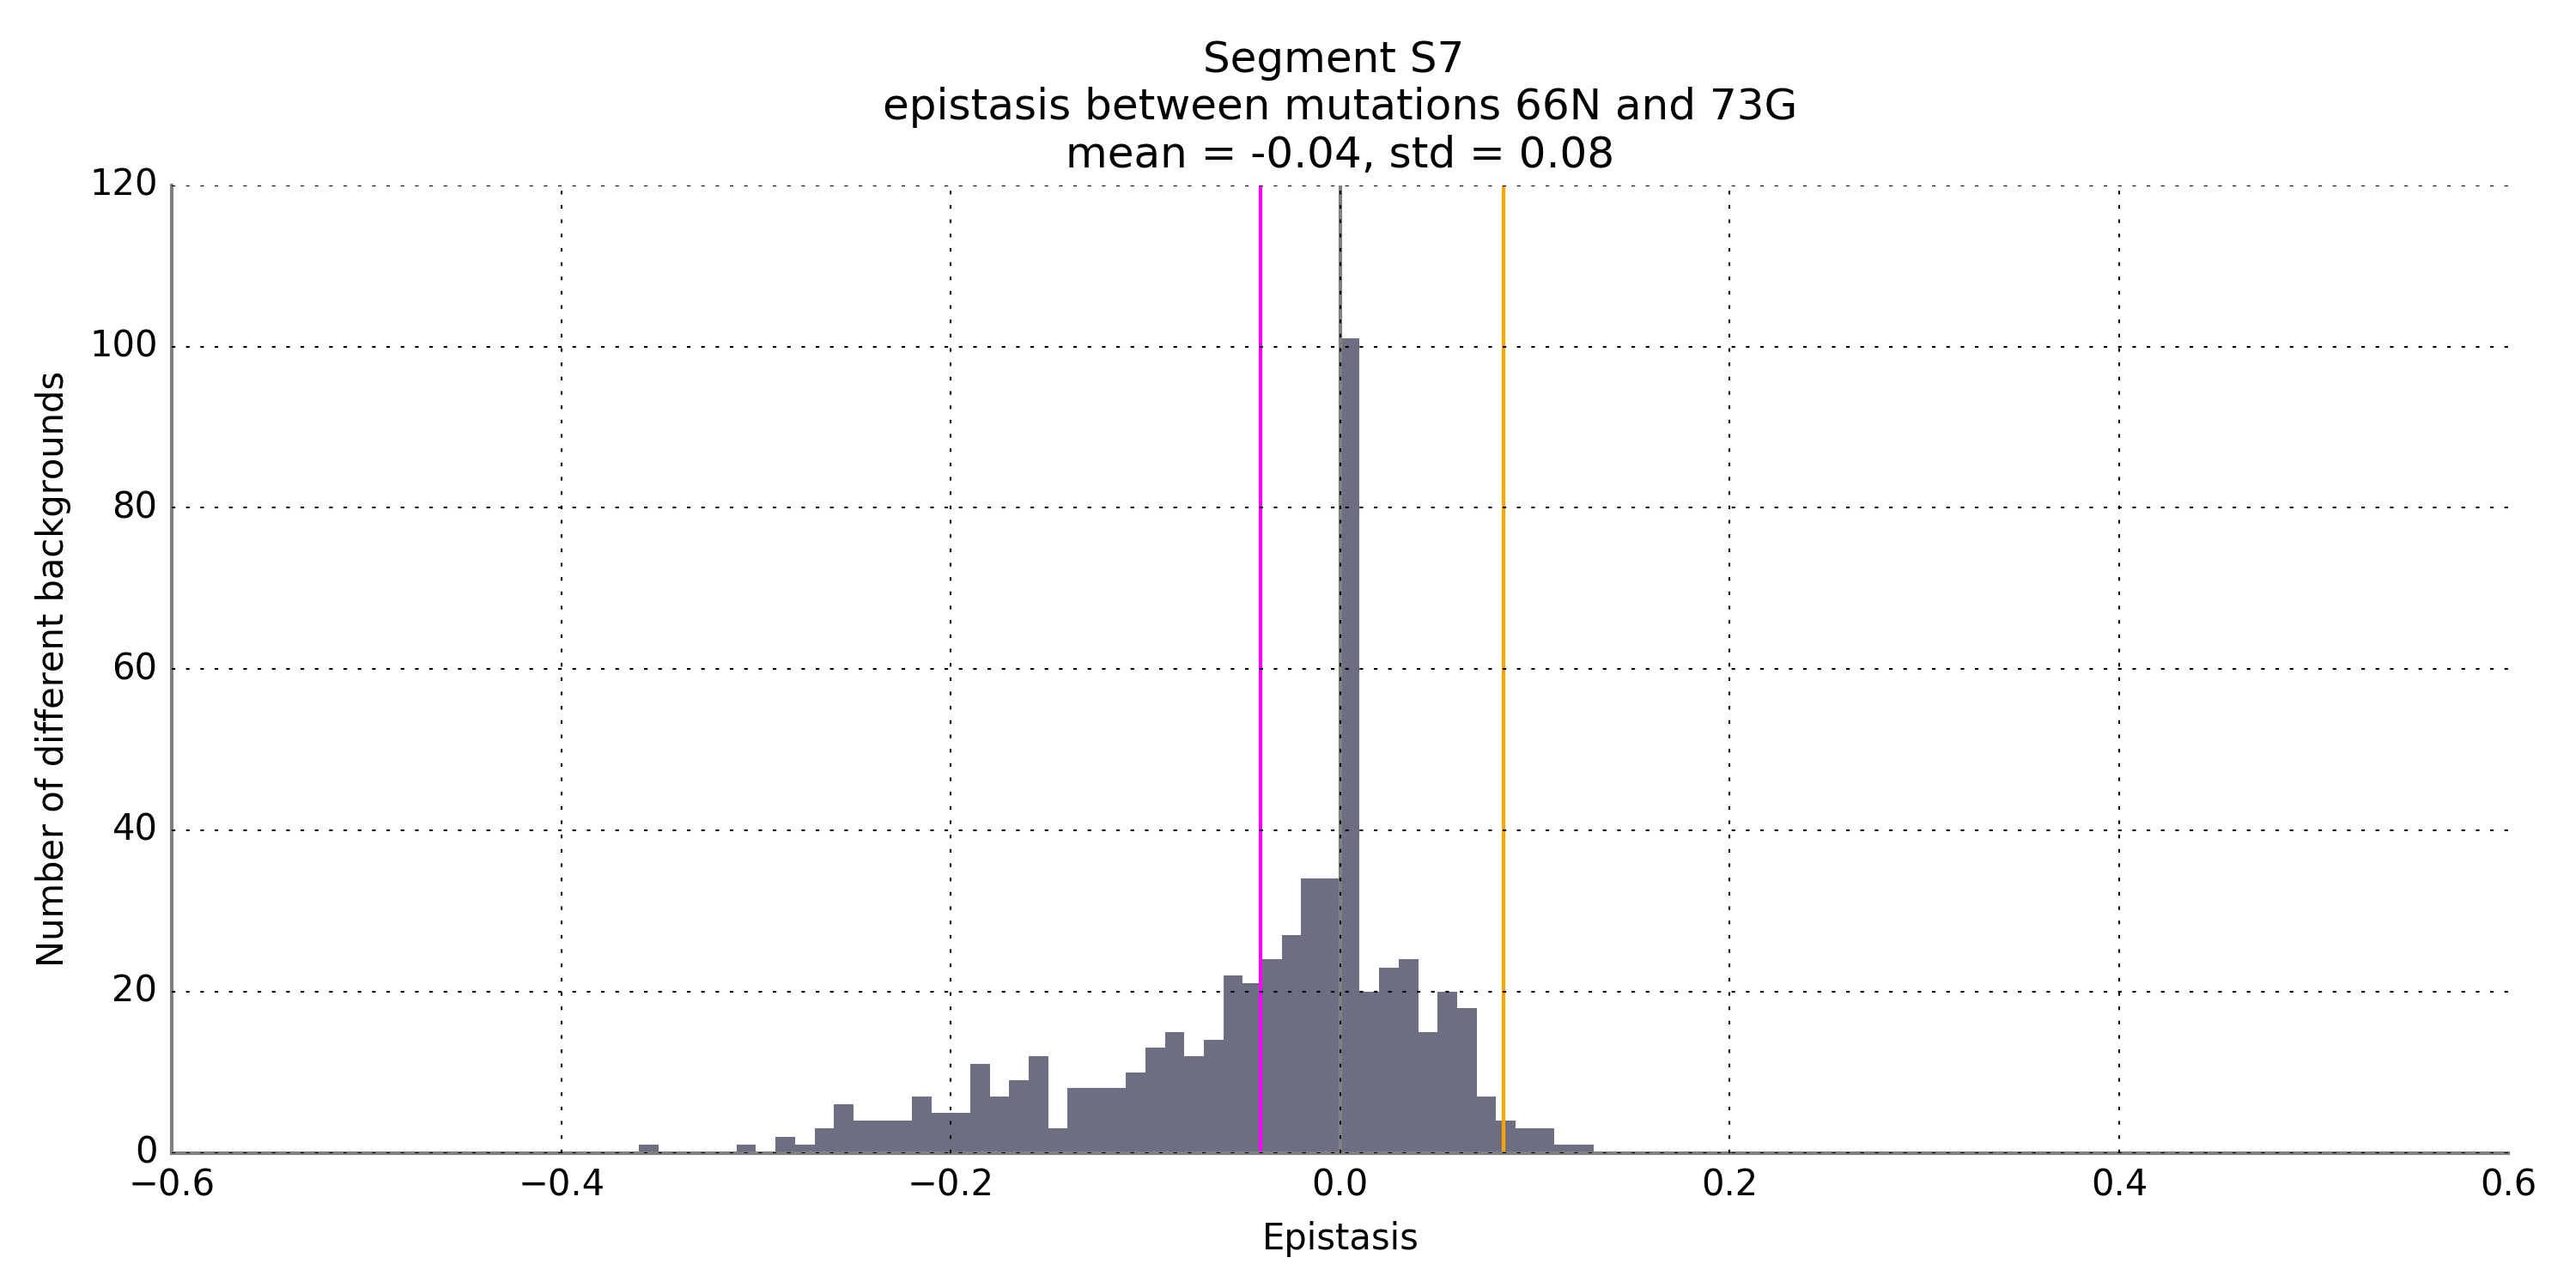 Segment S7
epistasis between mutations 66N and 73G
mean = -0.04, std = 0.08
120
100
80
60
40
20
0
Number of different backgrounds
−0.6 −0.4 −0.2 0.0 0.2 0.4 0.6
Epistasis